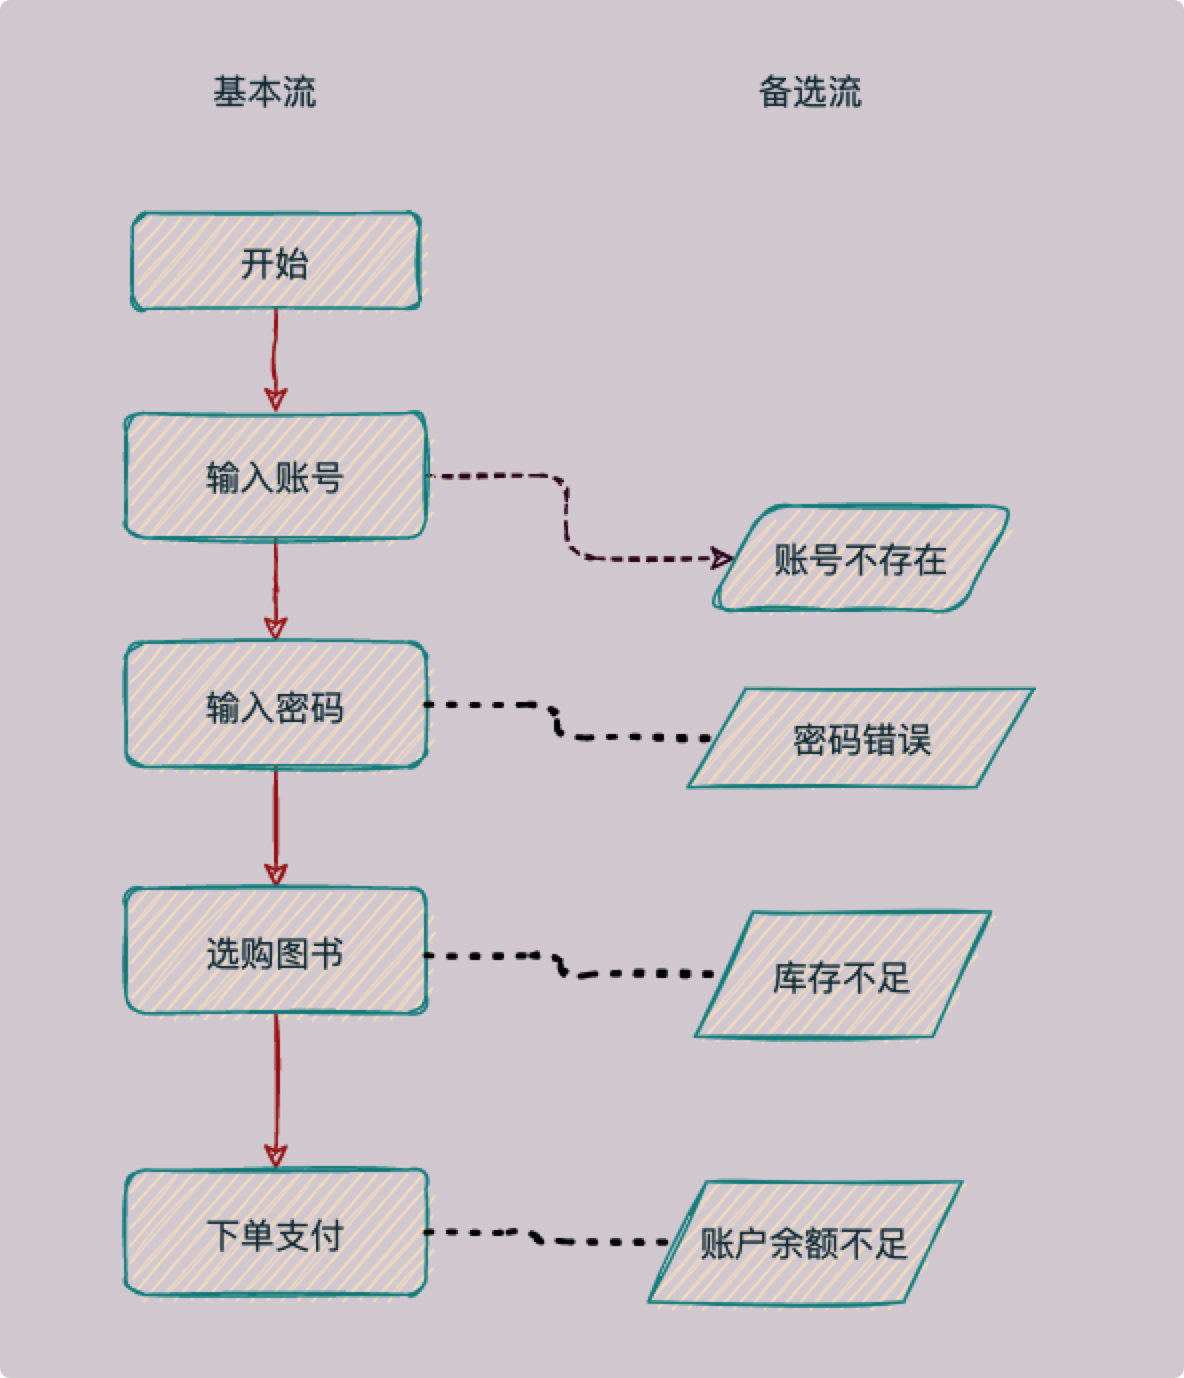 基本流
备选流
开始
输入账号
账号不存在
输入密码
密码错误
选购图书
库存不足
下单支付
账户余额不足